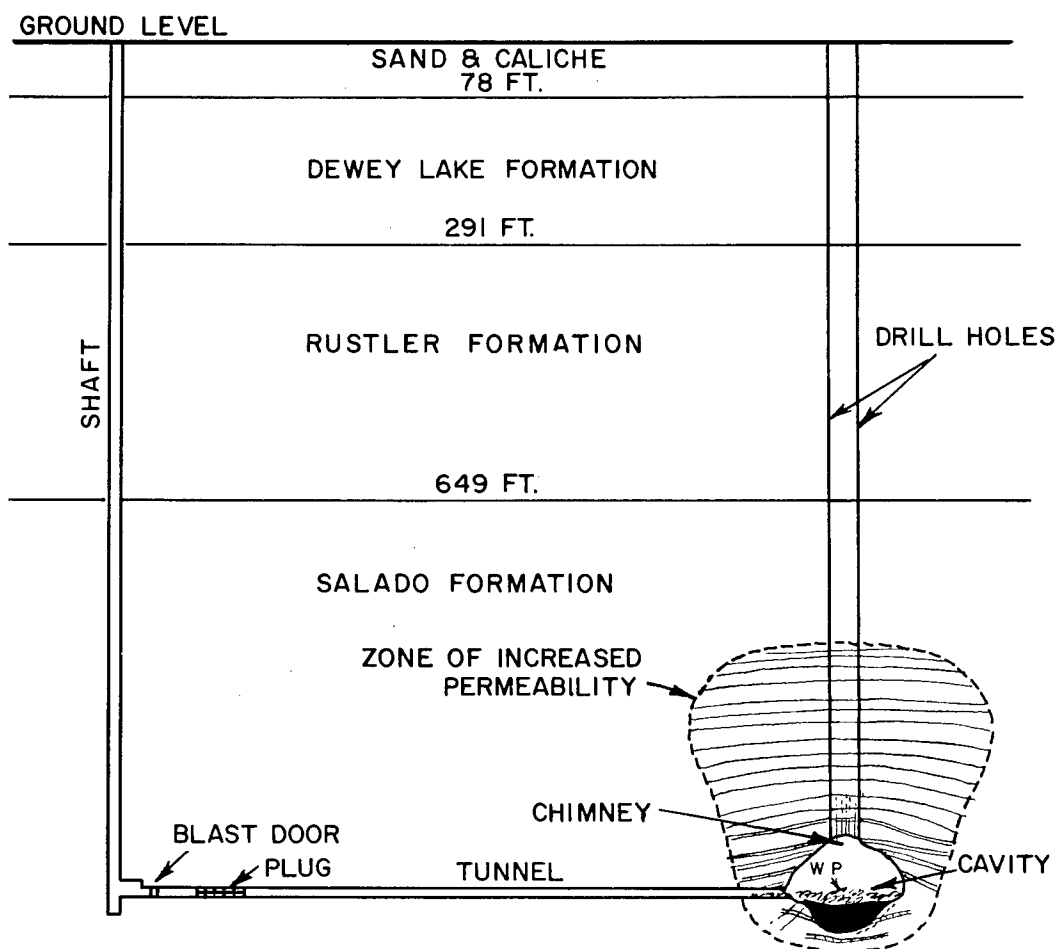 GROUND LEVEL
SAND & CALICHE
78 FT.
DEWEY LAKE FORMATION
291 FT.
RUSTLER FORMATION
DRILL HOLES
SHAFT
649 FT.
SALADO FORMATION
ZONE OF INCREASED
PERMEABILITY
CHIMNEY
BLAST DOOR
PLUG
TUNNEL
WP
CAVITY